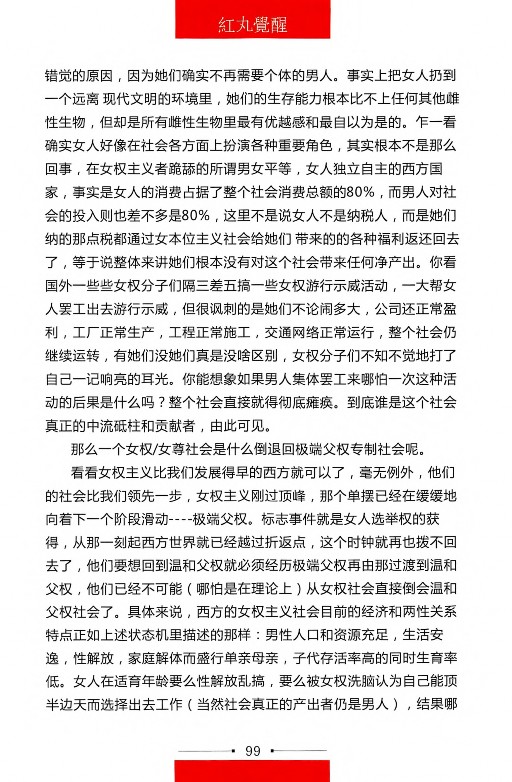 紅丸覺醒
错觉的原因，因为她们确实不再需要个体的男人。事实上把女人扔到
一个远离 现代文明的环境里，她们的生存能力根本比不上任何其他雌
性生物，但却是所有雌性生物里最有优越感和最自以为是的。乍一看
确实女人好像在社会各方面上扮演各种重要角色，其实根本不是那么
回事，在女权主义者跪舔的所谓男女平等，女人独立自主的西方国
家，事实是女人的消费占据了整个社会消费总额的80%，而男人对社
会的投入则也差不多是80%，这里不是说女人不是纳税人，而是她们
纳的那点税都通过女本位主义社会给她们 带来的的各种福利返还回去
了，等于说整体来讲她们根本没有对这个社会带来任何净产出。你看
国外一些些女权分子们隔三差五搞一些女权游行示威活动，一大帮女
人罢工出去游行示威，但很讽刺的是她们不论闹多大，公司还正常盈
利，工厂正常生产，工程正常施工，交通网络正常运行，整个社会仍
继续运转，有她们没她们真是没啥区别，女权分子们不知不觉地打了
自己一记响亮的耳光。你能想象如果男人集体罢工来哪怕一次这种活
动的后果是什么吗？整个社会直接就得彻底瘫痪。到底谁是这个社会
真正的中流砥柱和贡献者，由此可见。
那么一个女权/女尊社会是什么倒退回极端父权专制社会呢。
看看女权主义比我们发展得早的西方就可以了，毫无例外，他们
的社会比我们领先一步，女权主义刚过顶峰，那个单摆已经在缓缓地
向着下一个阶段滑动----极端父权。标志事件就是女人选举权的获
得，从那一刻起西方世界就已经越过折返点，这个时钟就再也拨不回
去了，他们要想回到温和父权就必须经历极端父权再由那过渡到温和
父权，他们已经不可能（哪怕是在理论上）从女权社会直接倒会温和
父权社会了。具体来说，西方的女权主义社会目前的经济和两性关系
特点正如上述状态机里描述的那样：男性人口和资源充足，生活安
逸，性解放，家庭解体而盛行单亲母亲，子代存活率高的同时生育率
低。女人在适育年龄要么性解放乱搞，要么被女权洗脑认为自己能顶
半边天而选择出去工作（当然社会真正的产出者仍是男人），结果哪
99